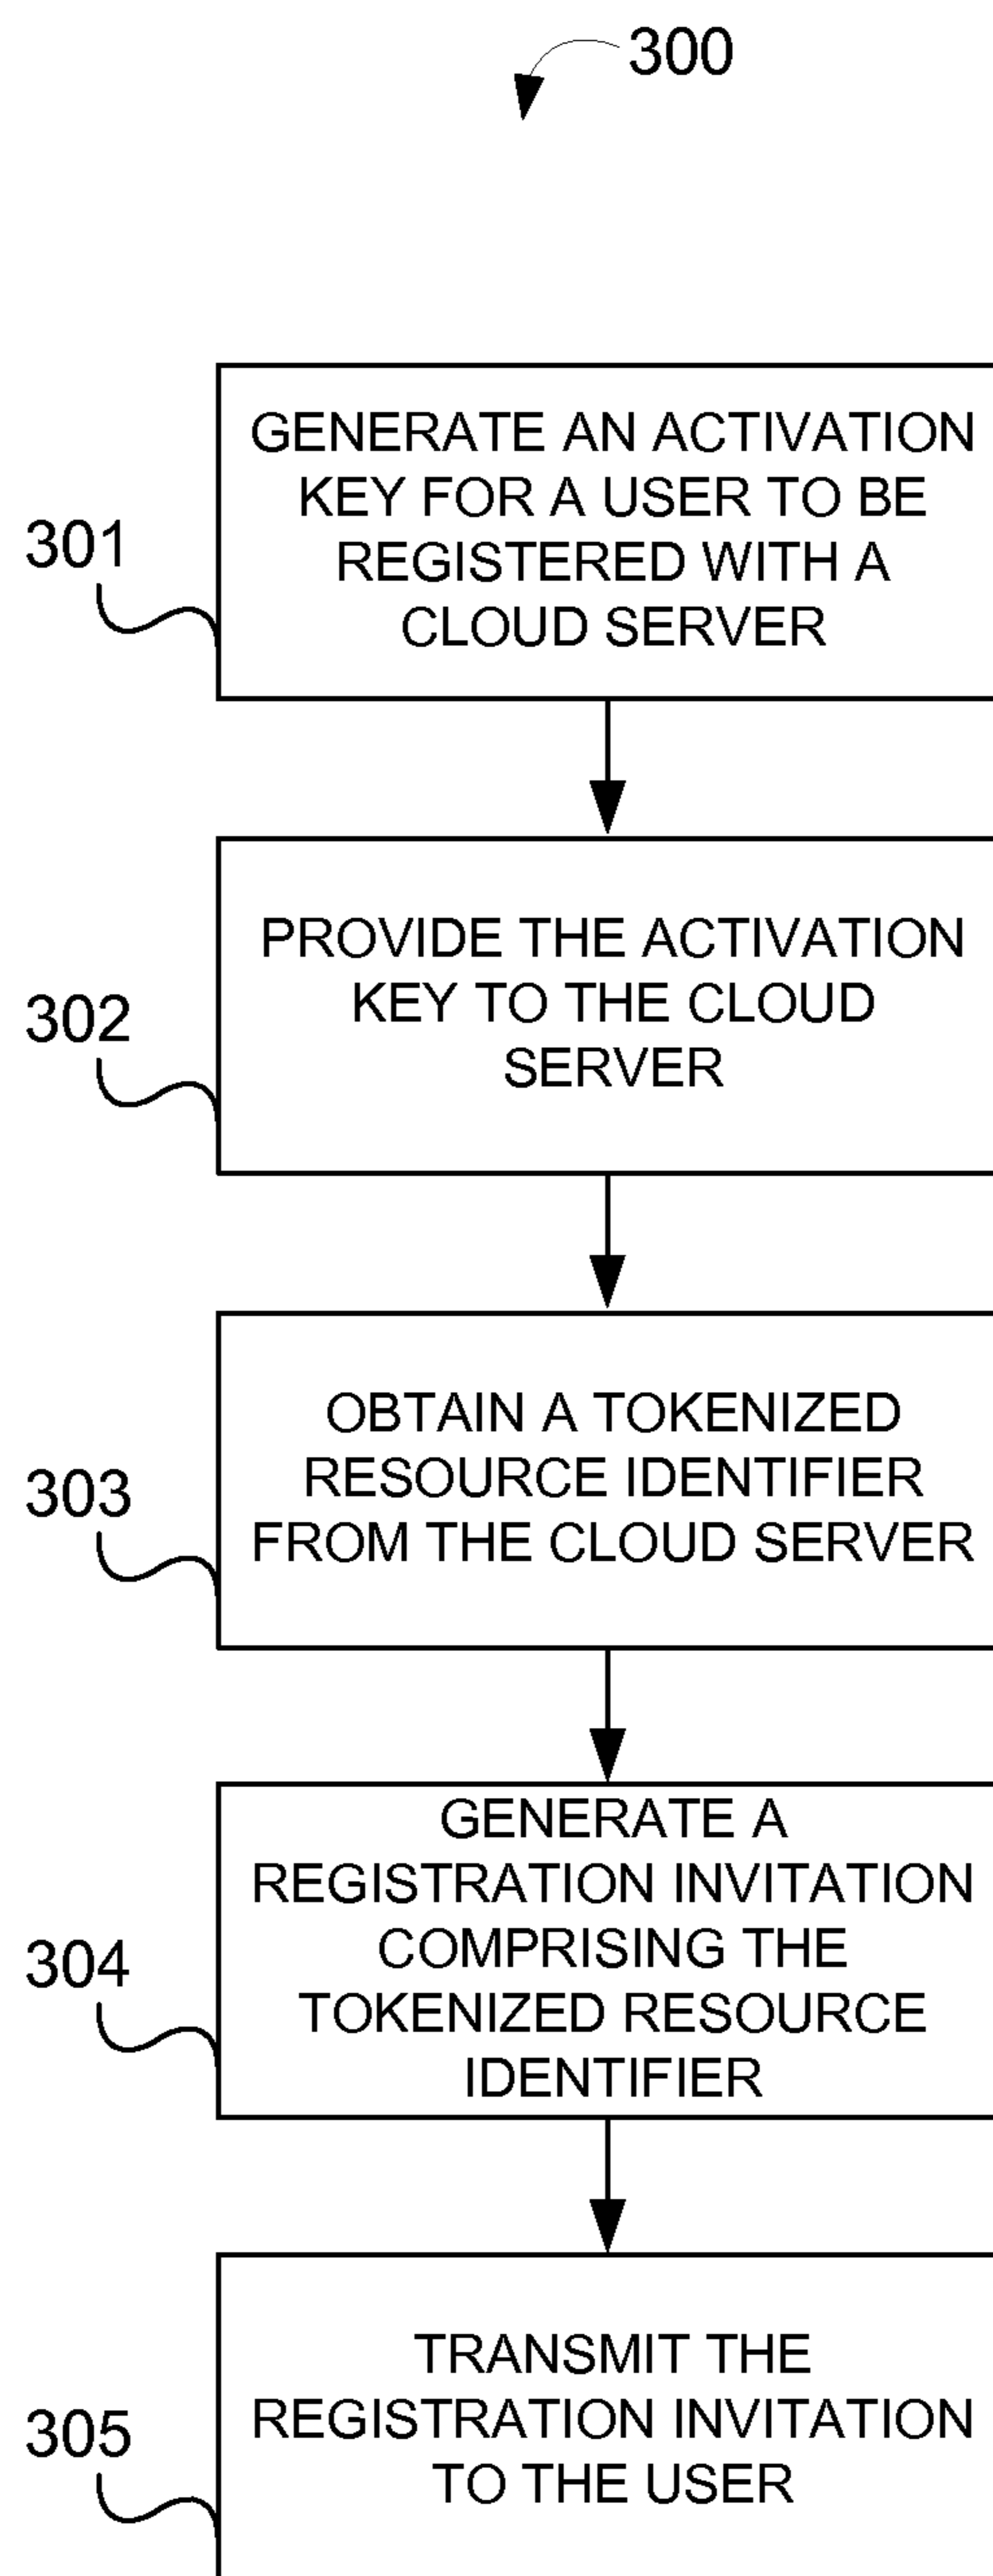 300
GENERATE AN ACTIVATION
KEY FOR A USER TO BE
REGISTERED WITH A
CLOUD SERVER
301
PROVIDE THE ACTIVATION
KEY TO THE CLOUD
SERVER
302
OBTAIN A TOKENIZED
RESOURCE IDENTIFIER
FROM THE CLOUD SERVER
303
GENERATE A
REGISTRATION INVITATION
COMPRISING THE
TOKENIZED RESOURCE
IDENTIFIER
304
TRANSMIT THE
REGISTRATION INVITATION
TO THE USER
305